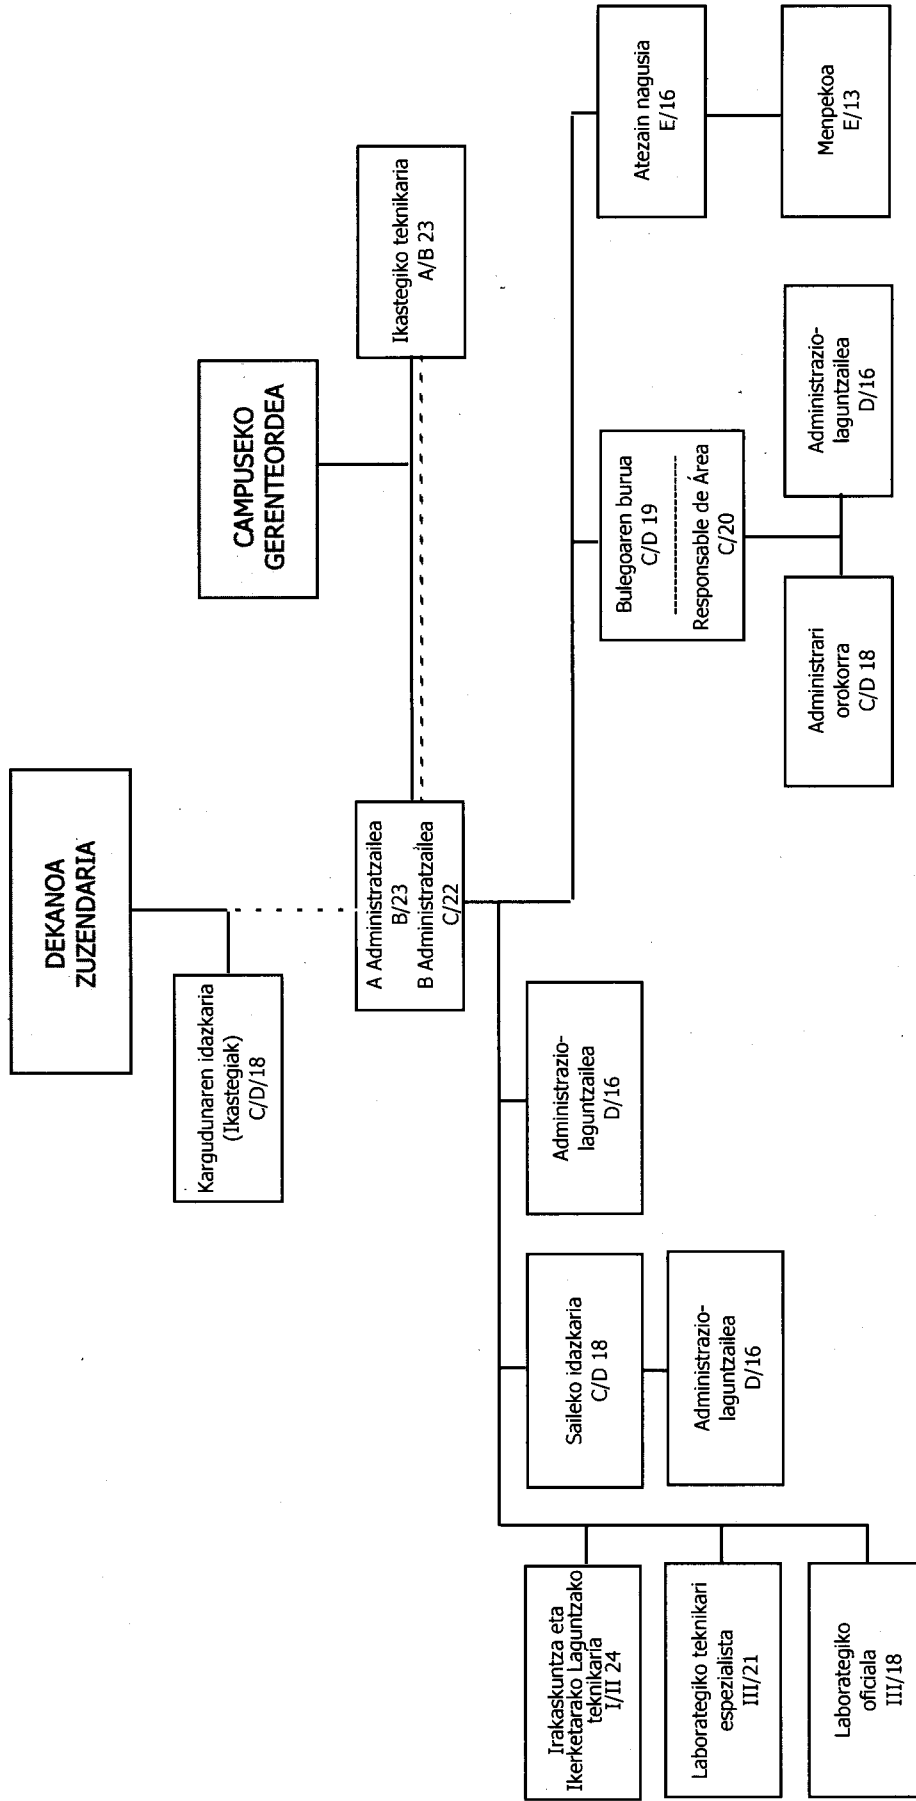 DEKANOA
ZUZENDARIA
CAMPUSEKO
GERENTEORDEA
Kargudunaren idazkaria
(Ikastegiak)
C/D/18
A Administratzailea
B/23
B Administratzailea
C/22
Ikastegiko teknikaria
A/B 23
Irakaskuntza eta
Ikerketarako Laguntzako
teknikaria
I/II 24
Laborategiko teknikari
espezialista
III/21
Laborategiko
oficiala
III/18
Saileko idazkaria
C/D 18
Administrazio-
laguntzailea
D/16
Administrazio-
laguntzailea
D/16
Bulegoaren burua
C/D 19
Responsable de Área
C/20
Administrari
orokorra
C/D 18
Administrazio-
laguntzailea
D/16
Atezain nagusia
E/16
Menpekoa
E/13